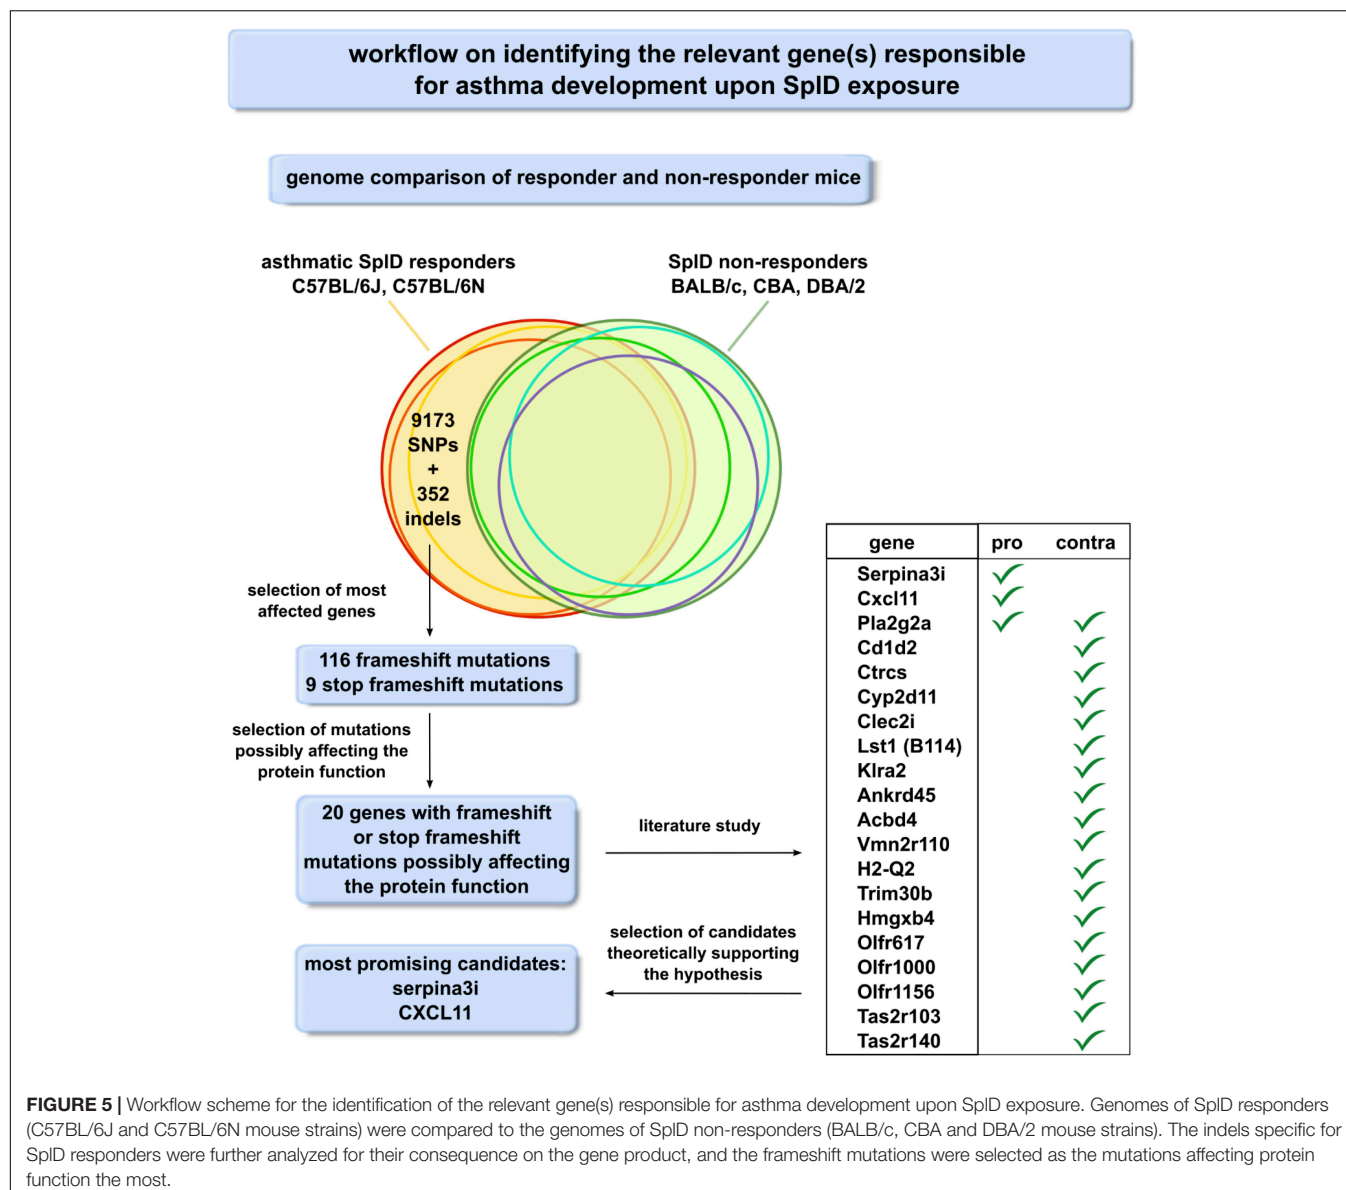 workflow on identifying the relevant gene(s) responsible
for asthma development upon SplD exposure
genome comparison of responder and non-responder mice
asthmatic SplD responders
C57BL/6J, C57BL/6N
SplD non-responders
BALB/c, CBA, DBA/2
9173
SNPs
+
352
indels
selection of most
affected genes
116 frameshift mutations
9 stop frameshift mutations
selection of mutations
possibly affecting the
protein function
20 genes with frameshift
or stop frameshift
mutations possibly affecting
the protein function
literature study
selection of candidates
theoretically supporting
the hypothesis
most promising candidates:
serpina3i
CXCL11
gene pro contra
Serpina3i ✓
Cxcl11 ✓
Pla2g2a ✓ ✓
Cd1d2 ✓
Ctrcs ✓
Cyp2d11 ✓
Clec2i ✓
Lst1 (B114) ✓
Klra2 ✓
Ankrd45 ✓
Acbd4 ✓
Vmn2r110 ✓
H2-Q2 ✓
Trim30b ✓
Hmgxb4 ✓
Olfr617 ✓
Olfr1000 ✓
Olfr1156 ✓
Tas2r103 ✓
Tas2r140 ✓
FIGURE 5 | Workflow scheme for the identification of the relevant gene(s) responsible for asthma development upon SplD exposure. Genomes of SplD responders
(C57BL/6J and C57BL/6N mouse strains) were compared to the genomes of SplD non-responders (BALB/c, CBA and DBA/2 mouse strains). The indels specific for
SplD responders were further analyzed for their consequence on the gene product, and the frameshift mutations were selected as the mutations affecting protein
function the most.